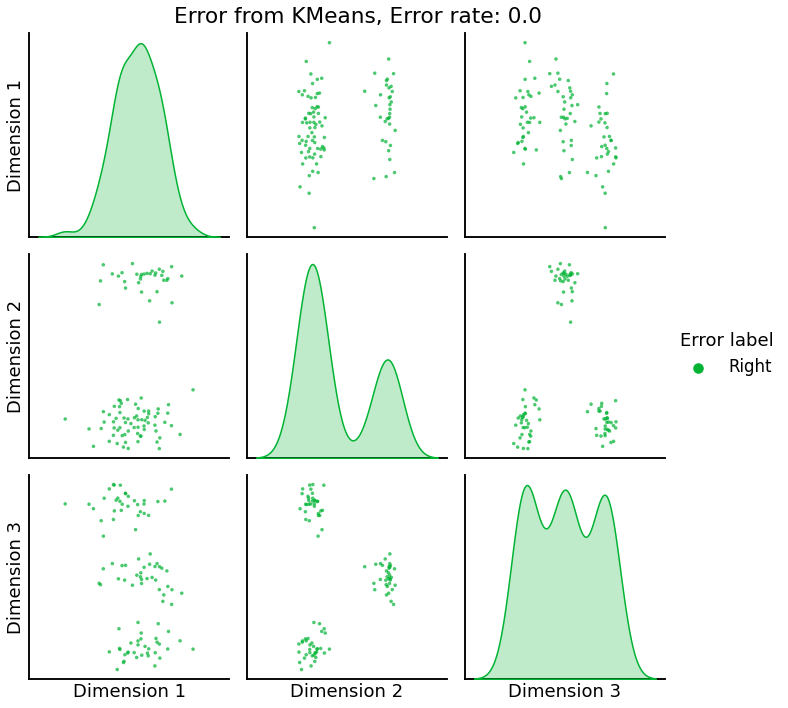 Error from KMeans, Error rate: 0.0
Dimension 1
Dimension 2
Dimension 3
Error label
Right
Dimension 1
Dimension 2
Dimension 3